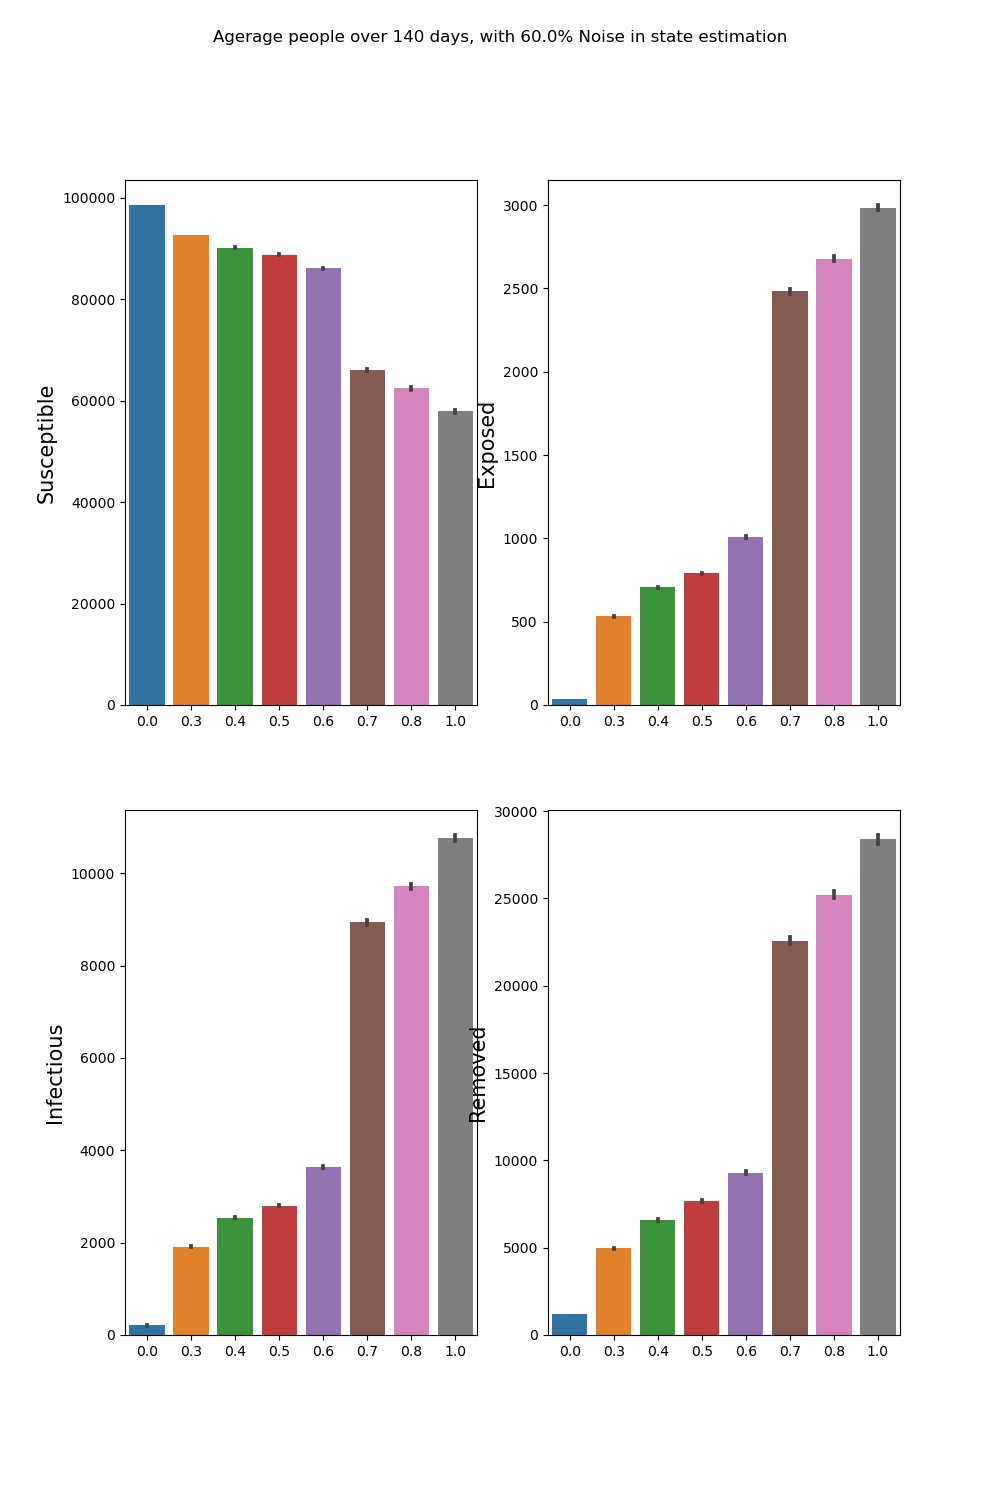 Agerage people over 140 days, with 60.0% Noise in state estimation
100000
80000
60000
40000
20000
0
Susceptible
0.0 0.3 0.4 0.5 0.6 0.7 0.8 1.0
3000
2500
2000
1500
1000
500
0
Exposed
0.0 0.3 0.4 0.5 0.6 0.7 0.8 1.0
10000
8000
6000
4000
2000
0
Infectious
0.0 0.3 0.4 0.5 0.6 0.7 0.8 1.0
30000
25000
20000
15000
10000
5000
0
Removed
0.0 0.3 0.4 0.5 0.6 0.7 0.8 1.0